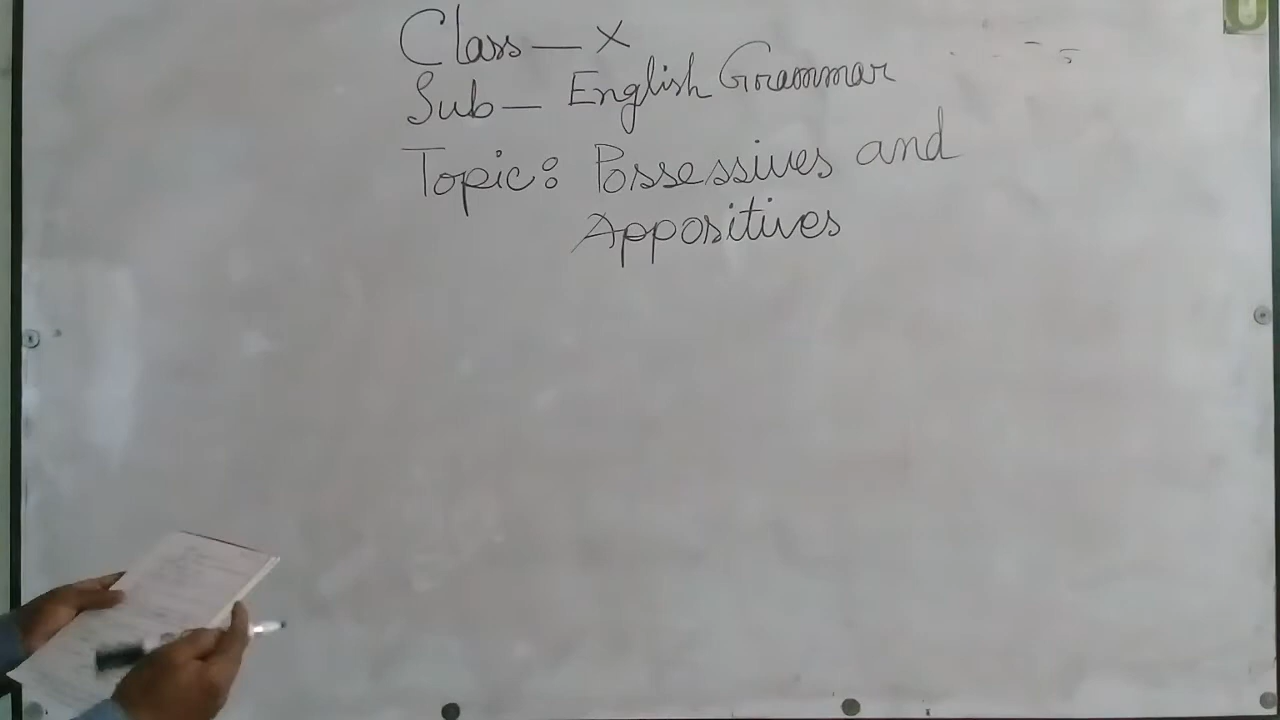 Class — X
Sub — English Grammar
Topic: Possessives and
Appositives